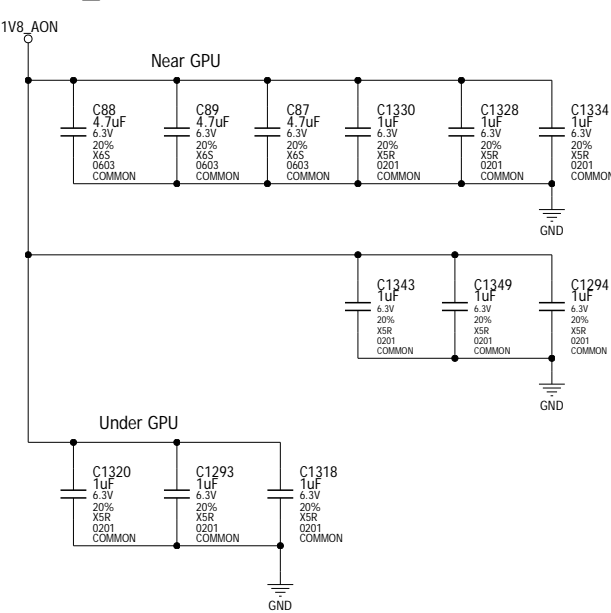 1V8_AON
Near GPU
C88
4.7uF
6.3V
20%
X6S
0603
COMMON
C89
4.7uF
6.3V
20%
X6S
0603
COMMON
C87
4.7uF
6.3V
20%
X6S
0603
COMMON
C1330
1uF
6.3V
20%
X5R
0201
COMMON
C1328
1uF
6.3V
20%
X5R
0201
COMMON
C1334
1uF
6.3V
20%
X5R
0201
COMMON
GND
C1343
1uF
6.3V
20%
X5R
0201
COMMON
C1349
1uF
6.3V
20%
X5R
0201
COMMON
C1294
1uF
6.3V
20%
X5R
0201
COMMON
GND
Under GPU
C1320
1uF
6.3V
20%
X5R
0201
COMMON
C1293
1uF
6.3V
20%
X5R
0201
COMMON
C1318
1uF
6.3V
20%
X5R
0201
COMMON
GND